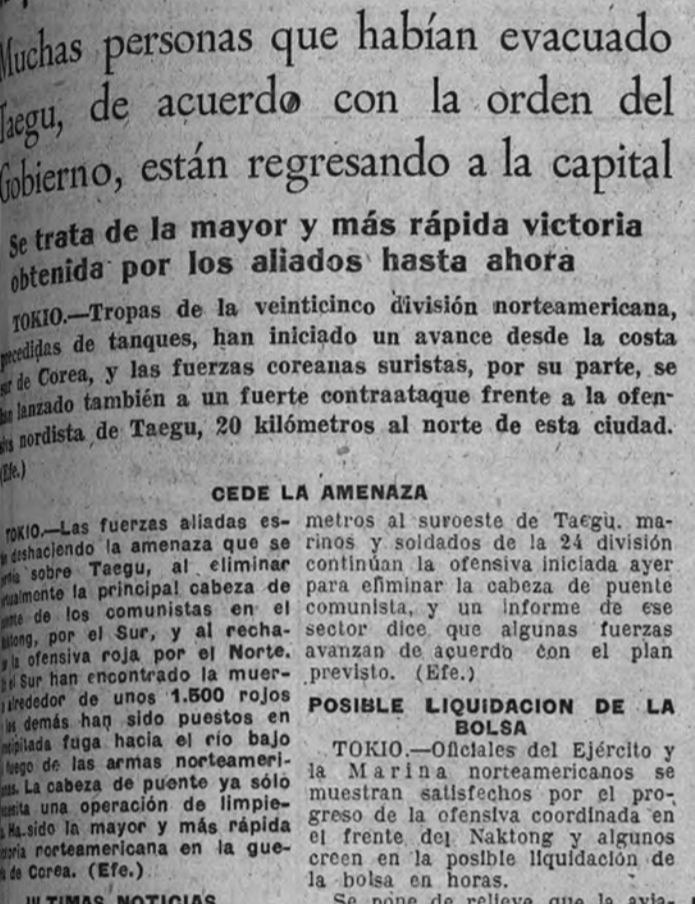 Muchas personas que habían evacuado
Taegu, de acuerdo con la orden del
Gobierno, están regresando a la capital
Se trata de la mayor y más rápida victoria
obtenida por los aliados hasta ahora
TOKIO.—Tropas de la veinticinco división norteamericana,
precedidas de tanques, han iniciado un avance desde la costa
sur de Corea, y las fuerzas coreanas suristas, por su parte, se
han lanzado también a un fuerte contraataque frente a la ofen-
siva nordista de Taegu, 20 kilómetros al norte de esta ciudad.
(Efe.)
CEDE LA AMENAZA
TOKIO.—Las fuerzas aliadas es-
deshaciendo la amenaza que se
sobre Taegu, al eliminar
virtualmente la principal cabeza de
puente de los comunistas en el
Naktong, por el Sur, y al recha-
la ofensiva roja por el Norte.
el Sur han encontrado la muer-
alrededor de unos 1.500 rojos
los demás han sido puestos en
precipitada fuga hacia el río bajo
fuego de las armas norteameri-
canas. La cabeza de puente ya sólo
necesita una operación de limpie-
Ha sido la mayor y más rápida
victoria norteamericana en la gue-
de Corea. (Efe.)
ULTIMAS NOTICIAS
metros al suroeste de Taegu. ma-
rinos y soldados de la 24 división
continúan la ofensiva iniciada ayer
para eliminar la cabeza de puente
comunista, y un informe de ese
sector dice que algunas fuerzas
avanzan de acuerdo con el plan
previsto. (Efe.)
POSIBLE LIQUIDACION DE LA
BOLSA
TOKIO.—Oficiales del Ejército y
la Marina norteamericanos se
muestran satisfechos por el pro-
greso de la ofensiva coordinada en
el frente del Naktong y algunos
creen en la posible liquidación de
la bolsa en horas.
Se pone de relieve que la avia-